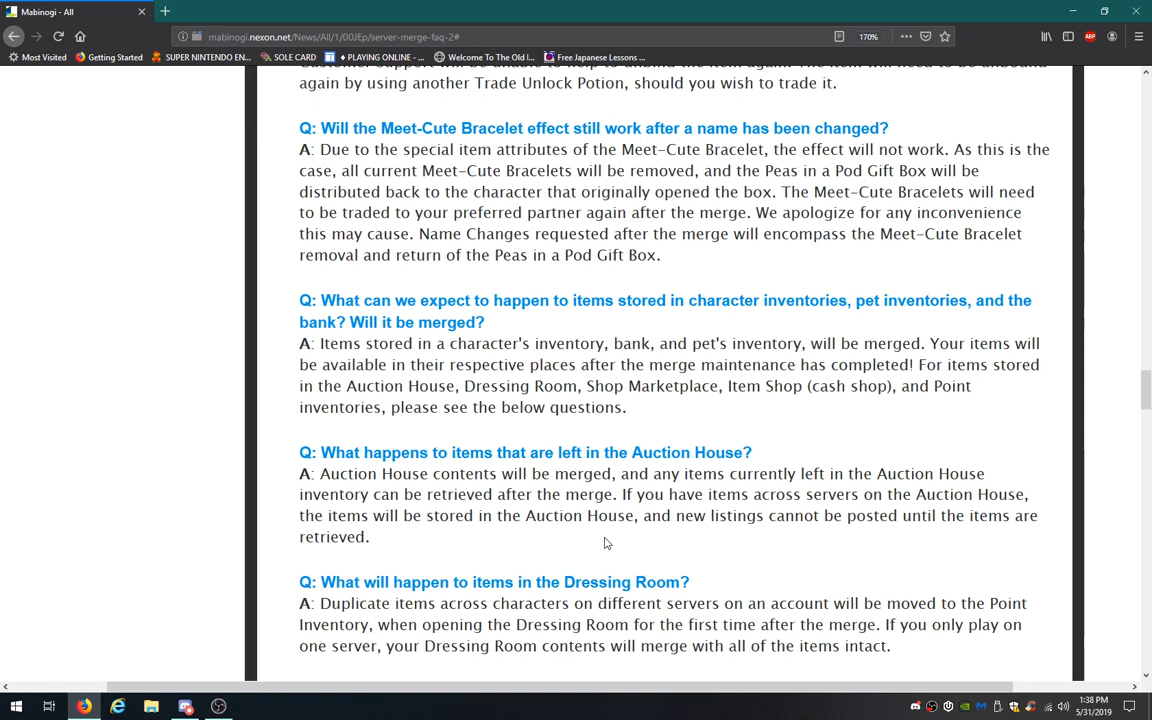 Mabinogi - All
mabinogi.nexon.net/News/All/1/00JEp/server-merge-faq-2#
170%
Most Visited
Getting Started
SUPER NINTENDO EN...
SOLE CARD
♦ PLAYING ONLINE - ...
Welcome To The Old I...
Free Japanese Lessons ...
again by using another Trade Unlock Potion, should you wish to trade it.
Q: Will the Meet-Cute Bracelet effect still work after a name has been changed?
A: Due to the special item attributes of the Meet-Cute Bracelet, the effect will not work. As this is the
case, all current Meet-Cute Bracelets will be removed, and the Peas in a Pod Gift Box will be
distributed back to the character that originally opened the box. The Meet-Cute Bracelets will need
to be traded to your preferred partner again after the merge. We apologize for any inconvenience
this may cause. Name Changes requested after the merge will encompass the Meet-Cute Bracelet
removal and return of the Peas in a Pod Gift Box.
Q: What can we expect to happen to items stored in character inventories, pet inventories, and the
bank? Will it be merged?
A: Items stored in a character's inventory, bank, and pet's inventory, will be merged. Your items will
be available in their respective places after the merge maintenance has completed! For items stored
in the Auction House, Dressing Room, Shop Marketplace, Item Shop (cash shop), and Point
inventories, please see the below questions.
Q: What happens to items that are left in the Auction House?
A: Auction House contents will be merged, and any items currently left in the Auction House
inventory can be retrieved after the merge. If you have items across servers on the Auction House,
the items will be stored in the Auction House, and new listings cannot be posted until the items are
retrieved.
Q: What will happen to items in the Dressing Room?
A: Duplicate items across characters on different servers on an account will be moved to the Point
Inventory, when opening the Dressing Room for the first time after the merge. If you only play on
one server, your Dressing Room contents will merge with all of the items intact.
1:38 PM
5/31/2019